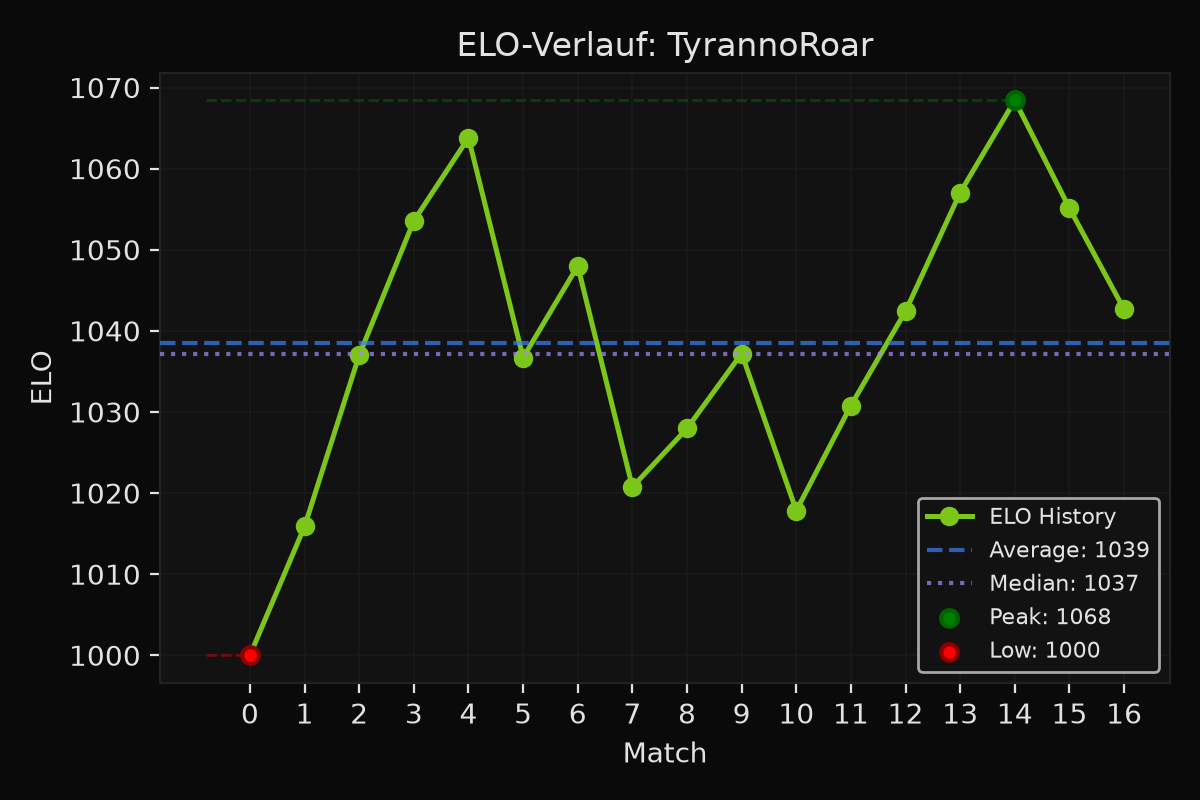 ELO-Verlauf: TyrannoRoar
1070
1060
1050
1040
1030
1020
1010
1000
ELO
0 1 2 3 4 5 6 7 8 9 10 11 12 13 14 15 16
Match
ELO History
Average: 1039
Median: 1037
Peak: 1068
Low: 1000